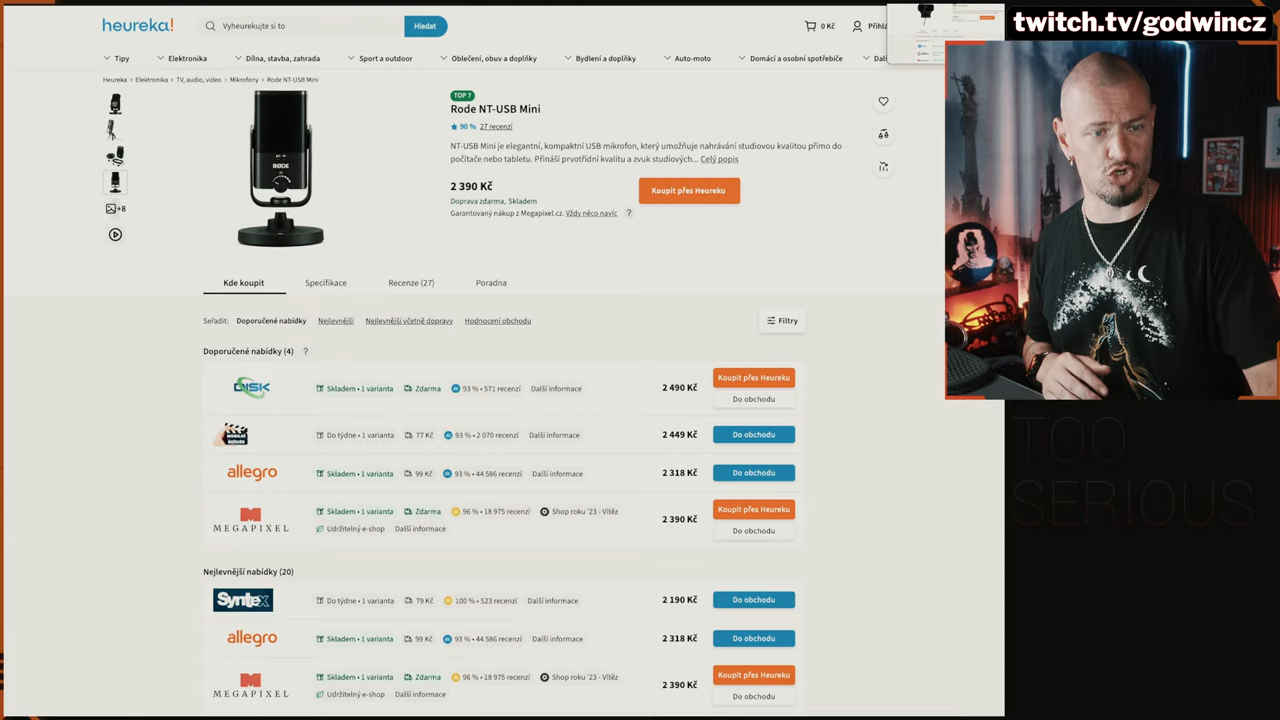 twitch.tv/godwincz
heureka!
Vyheurekujte si to
Hledat
0 Kč
Tipy
Elektronika
Dílna, stavba, zahrada
Sport a outdoor
Oblečení, obuv a doplňky
Bydlení a doplňky
Auto-moto
Domácí a osobní spotřebiče
Heureka › Elektronika › TV, audio, video › Mikrofony › Rode NT-USB Mini
TOP 7
Rode NT-USB Mini
90 % 27 recenzí
NT-USB Mini je elegantní, kompaktní USB mikrofon, který umožňuje nahrávání studiovou kvalitou přímo do
počítače nebo tabletu. Přináší prvotřídní kvalitu a zvuk studiových... Celý popis
2 390 Kč
Koupit přes Heureku
Doprava zdarma, Skladem
Garantovaný nákup z Megapixel.cz. Vždy něco navíc ?
+8
RØDE
Kde koupit
Specifikace
Recenze (27)
Poradna
Seřadit: Doporučené nabídky Nejlevnější Nejlevnější včetně dopravy Hodnocení obchodu
Filtry
Doporučené nabídky (4) ?
Skladem • 1 varianta Zdarma 93 % • 571 recenzí Další informace 2 490 Kč Koupit přes Heureku
Do obchodu
Do týdne • 1 varianta 77 Kč 93 % • 2 070 recenzí Další informace 2 449 Kč Do obchodu
allegro Skladem • 1 varianta 99 Kč 93 % • 44 586 recenzí Další informace 2 318 Kč Do obchodu
MEGAPIXEL Skladem • 1 varianta Zdarma 96 % • 18 975 recenzí Shop roku '23 - Vítěz 2 390 Kč Koupit přes Heureku
Udržitelný e-shop Další informace Do obchodu
Nejlevnější nabídky (20)
Syntex Do týdne • 1 varianta 79 Kč 100 % • 523 recenzí Další informace 2 190 Kč Do obchodu
allegro Skladem • 1 varianta 99 Kč 93 % • 44 586 recenzí Další informace 2 318 Kč Do obchodu
MEGAPIXEL Skladem • 1 varianta Zdarma 96 % • 18 975 recenzí Shop roku '23 - Vítěz 2 390 Kč Koupit přes Heureku
Udržitelný e-shop Další informace Do obchodu
TOO
SERIOUS